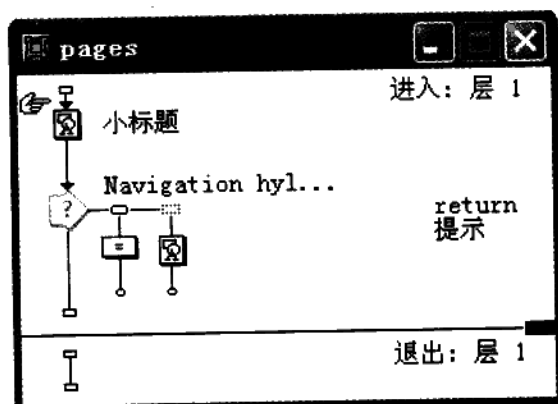 pages
进入: 层 1
小标题
Navigation hyl...
?
return
提示
=
退出: 层 1